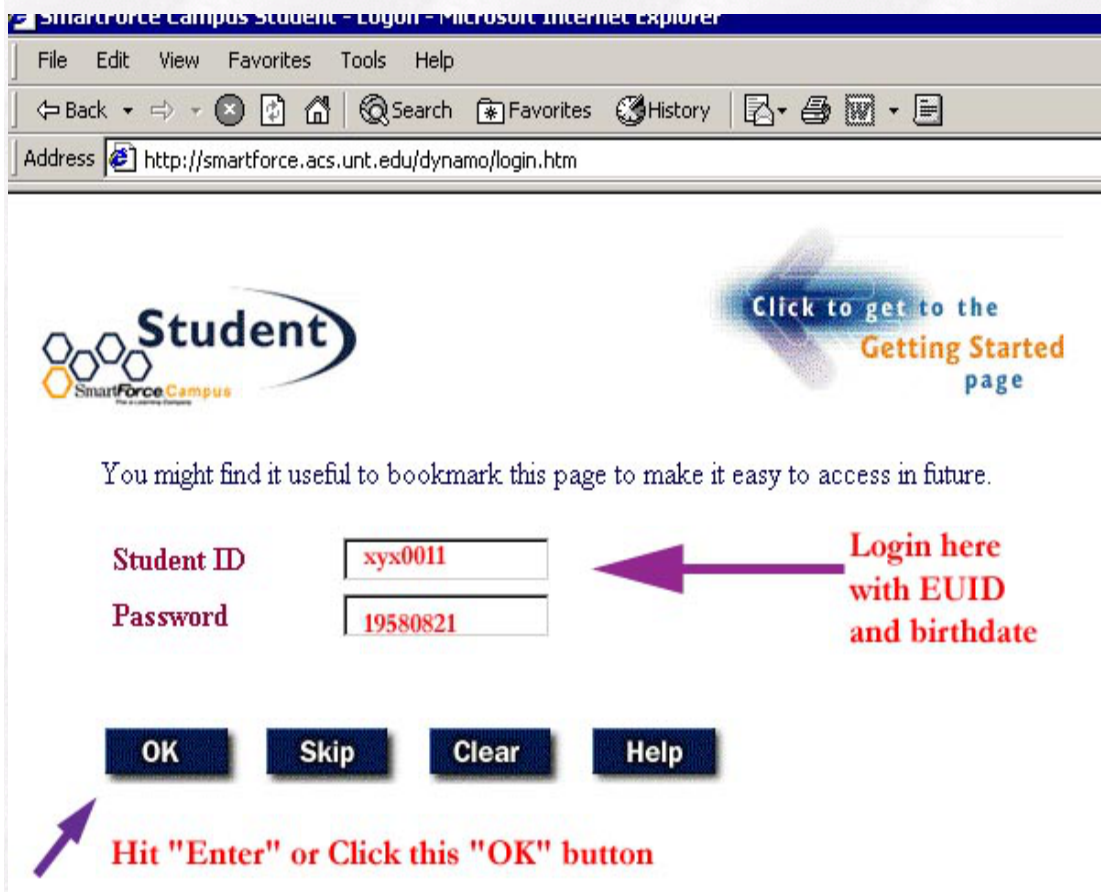 SmartForce Campus Student - Logon - Microsoft Internet Explorer
File Edit View Favorites Tools Help
Back Search Favorites History
Address http://smartforce.acs.unt.edu/dynamo/login.htm
Student
SmartForce Campus
Click to get to the
Getting Started
page
You might find it useful to bookmark this page to make it easy to access in future.
Student ID xyx0011
Password 19580821
Login here
with EUID
and birthdate
OK Skip Clear Help
Hit "Enter" or Click this "OK" button